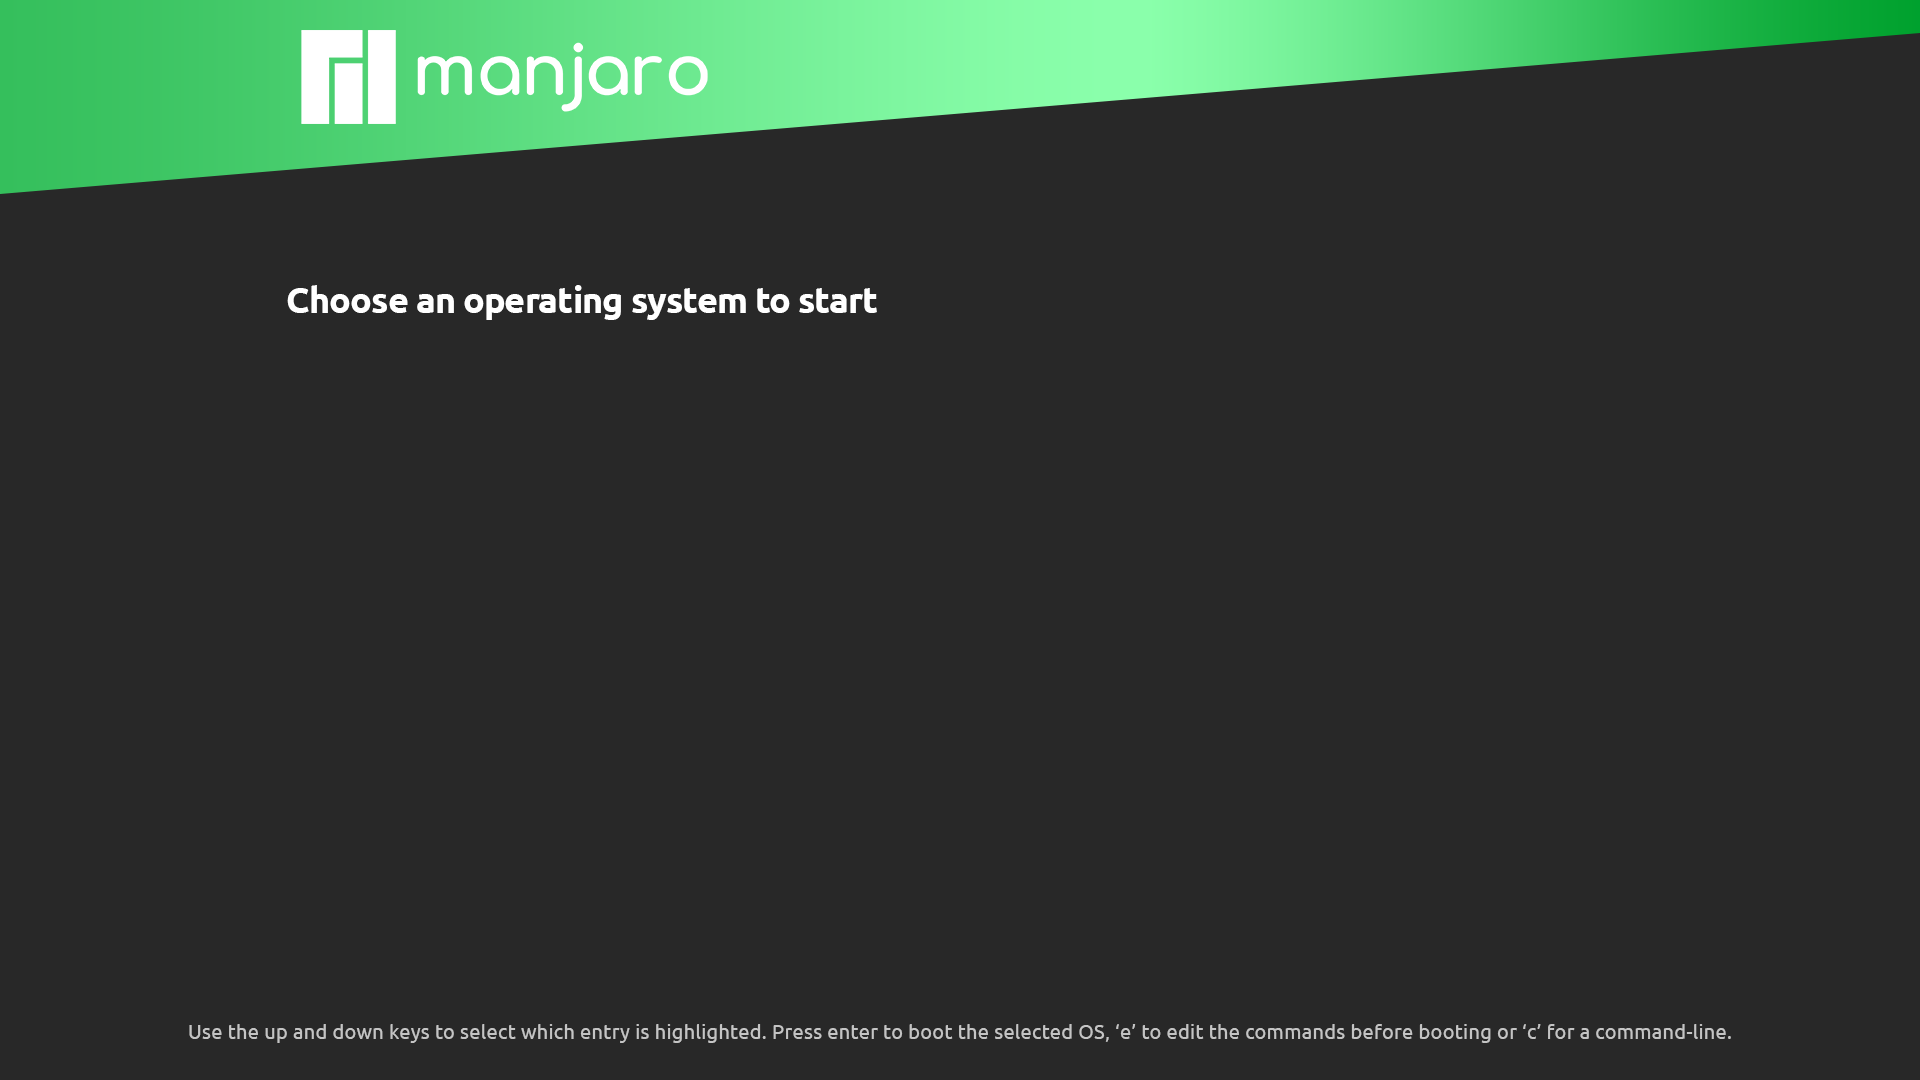 manjaro
Choose an operating system to start
Use the up and down keys to select which entry is highlighted. Press enter to boot the selected OS, ‘e’ to edit the commands before booting or ‘c’ for a command-line.